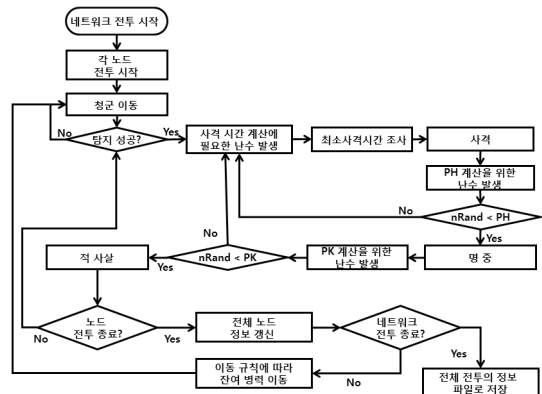 네트워크 전투 시작
각 노드
전투 시작
청군 이동
탐지 성공?
No
Yes
사격 시간 계산에
필요한 난수 발생
최소사격시간 조사
사격
PH 계산을 위한
난수 발생
nRand < PH
No
Yes
명 중
PK 계산을 위한
난수 발생
nRand < PK
No
Yes
적 사살
노드
전투 종료?
No
Yes
전체 노드
정보 갱신
네트워크
전투 종료?
Yes
No
이동 규칙에 따라
잔여 병력 이동
전체 전투의 정보
파일로 저장